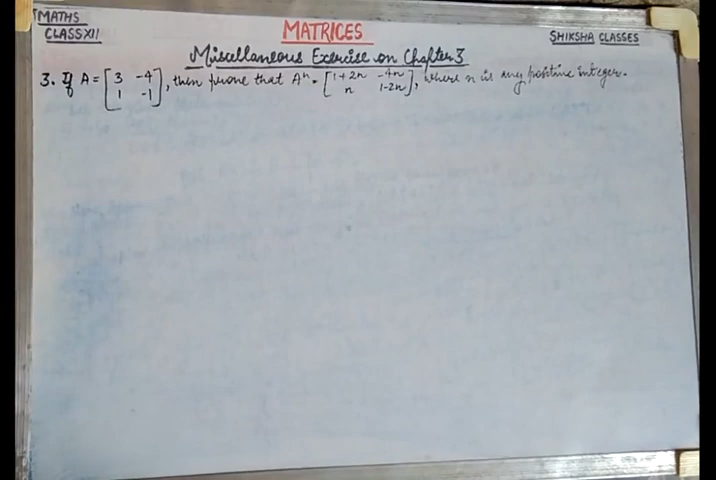 MATHS
CLASS XII
MATRICES
SHIKSHA CLASSES
Miscellaneous Exercise on Chapter 3
3. If A = [3 -4
1 -1], then prove that Aⁿ = [1+2n -4n
n 1-2n], where n is any positive integer.